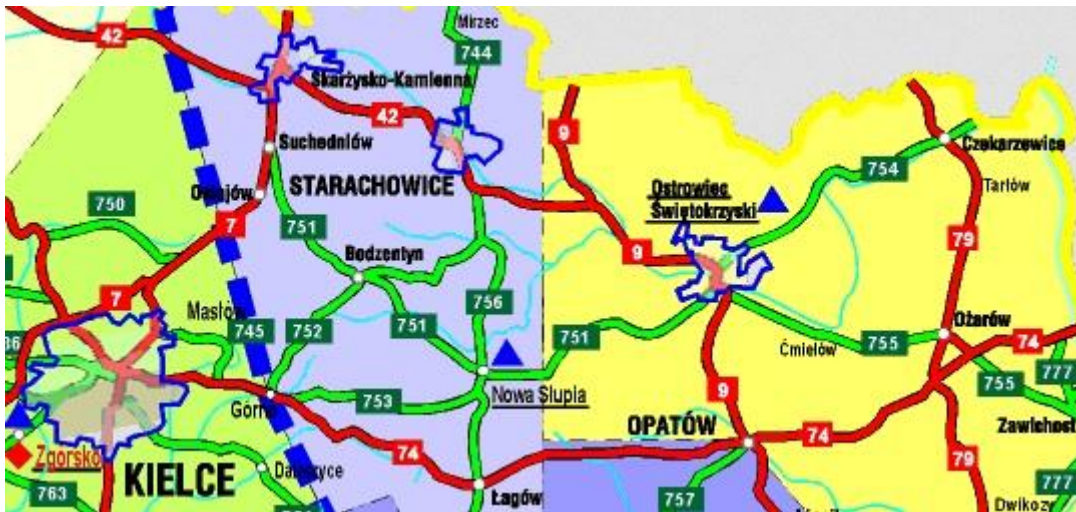 42
Skarżysko-Kamienna
Mirzec
744
42
9
Suchedniów
STARACHOWICE
750
7
751
Bodzentyn
Ostrowiec
Świętokrzyski
754
Czekarzewice
Tarłów
79
9
7
Masłów
745
752
751
756
751
Ćmielów
755
Ożarów
74
777
755
Zawichost
Górno
753
Nowa Słupia
9
OPATÓW
74
74
79
Zgórsko
KIELCE
763
Łagów
757
777
Dwikozy